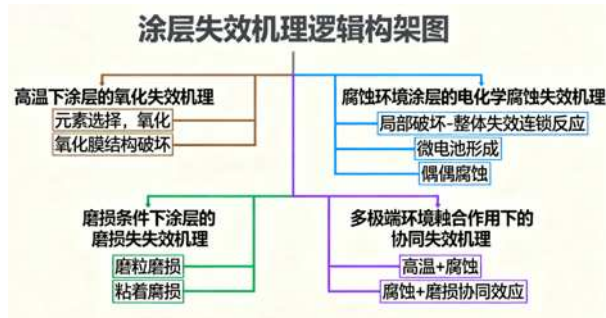 涂层失效机理逻辑构架图
高温下涂层的氧化失效机理
元素选择，氧化
氧化膜结构破坏
腐蚀环境涂层的电化学腐蚀失效机理
局部破坏-整体失效连锁反应
微电池形成
偶偶腐蚀
磨损条件下涂层的
磨损失失效机理
磨粒磨损
粘着腐损
多极端环境触合作用下的
协同失效机理
高温+腐蚀
腐蚀+磨损协同效应